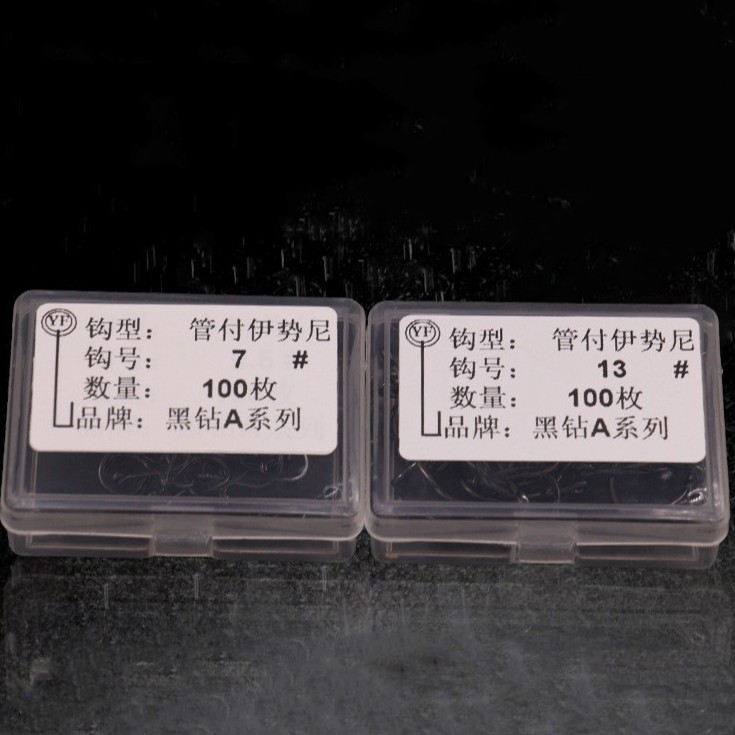 YF
钩型： 管付伊势尼
钩号： 7 #
数量： 100枚
品牌： 黑钻A系列
YF
钩型： 管付伊势尼
钩号： 13 #
数量： 100枚
品牌： 黑钻A系列